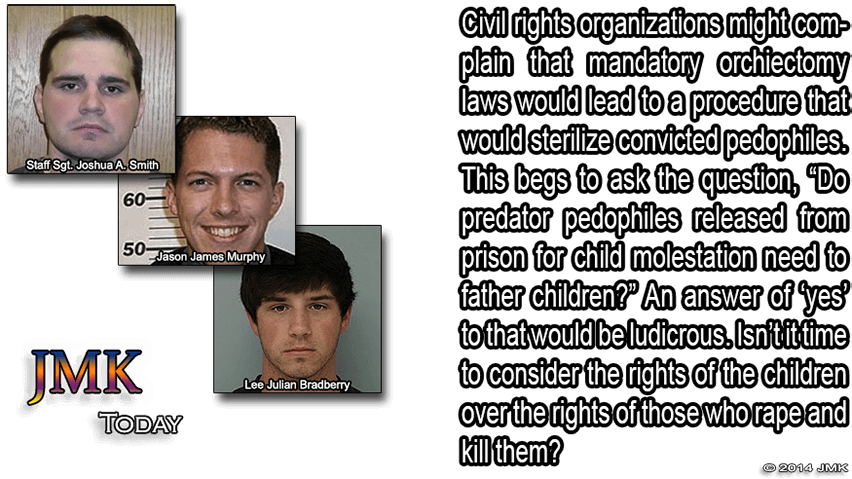 Staff Sgt. Joshua A. Smith
60
50
Jason James Murphy
Lee Julian Bradberry
JMK
TODAY
Civil rights organizations might com-
plain that mandatory orchiectomy
laws would lead to a procedure that
would sterilize convicted pedophiles.
This begs to ask the question, “Do
predator pedophiles released from
prison for child molestation need to
father children?” An answer of ‘yes’
to that would be ludicrous. Isn’t it time
to consider the rights of the children
over the rights of those who rape and
kill them?
© 2014 JMK